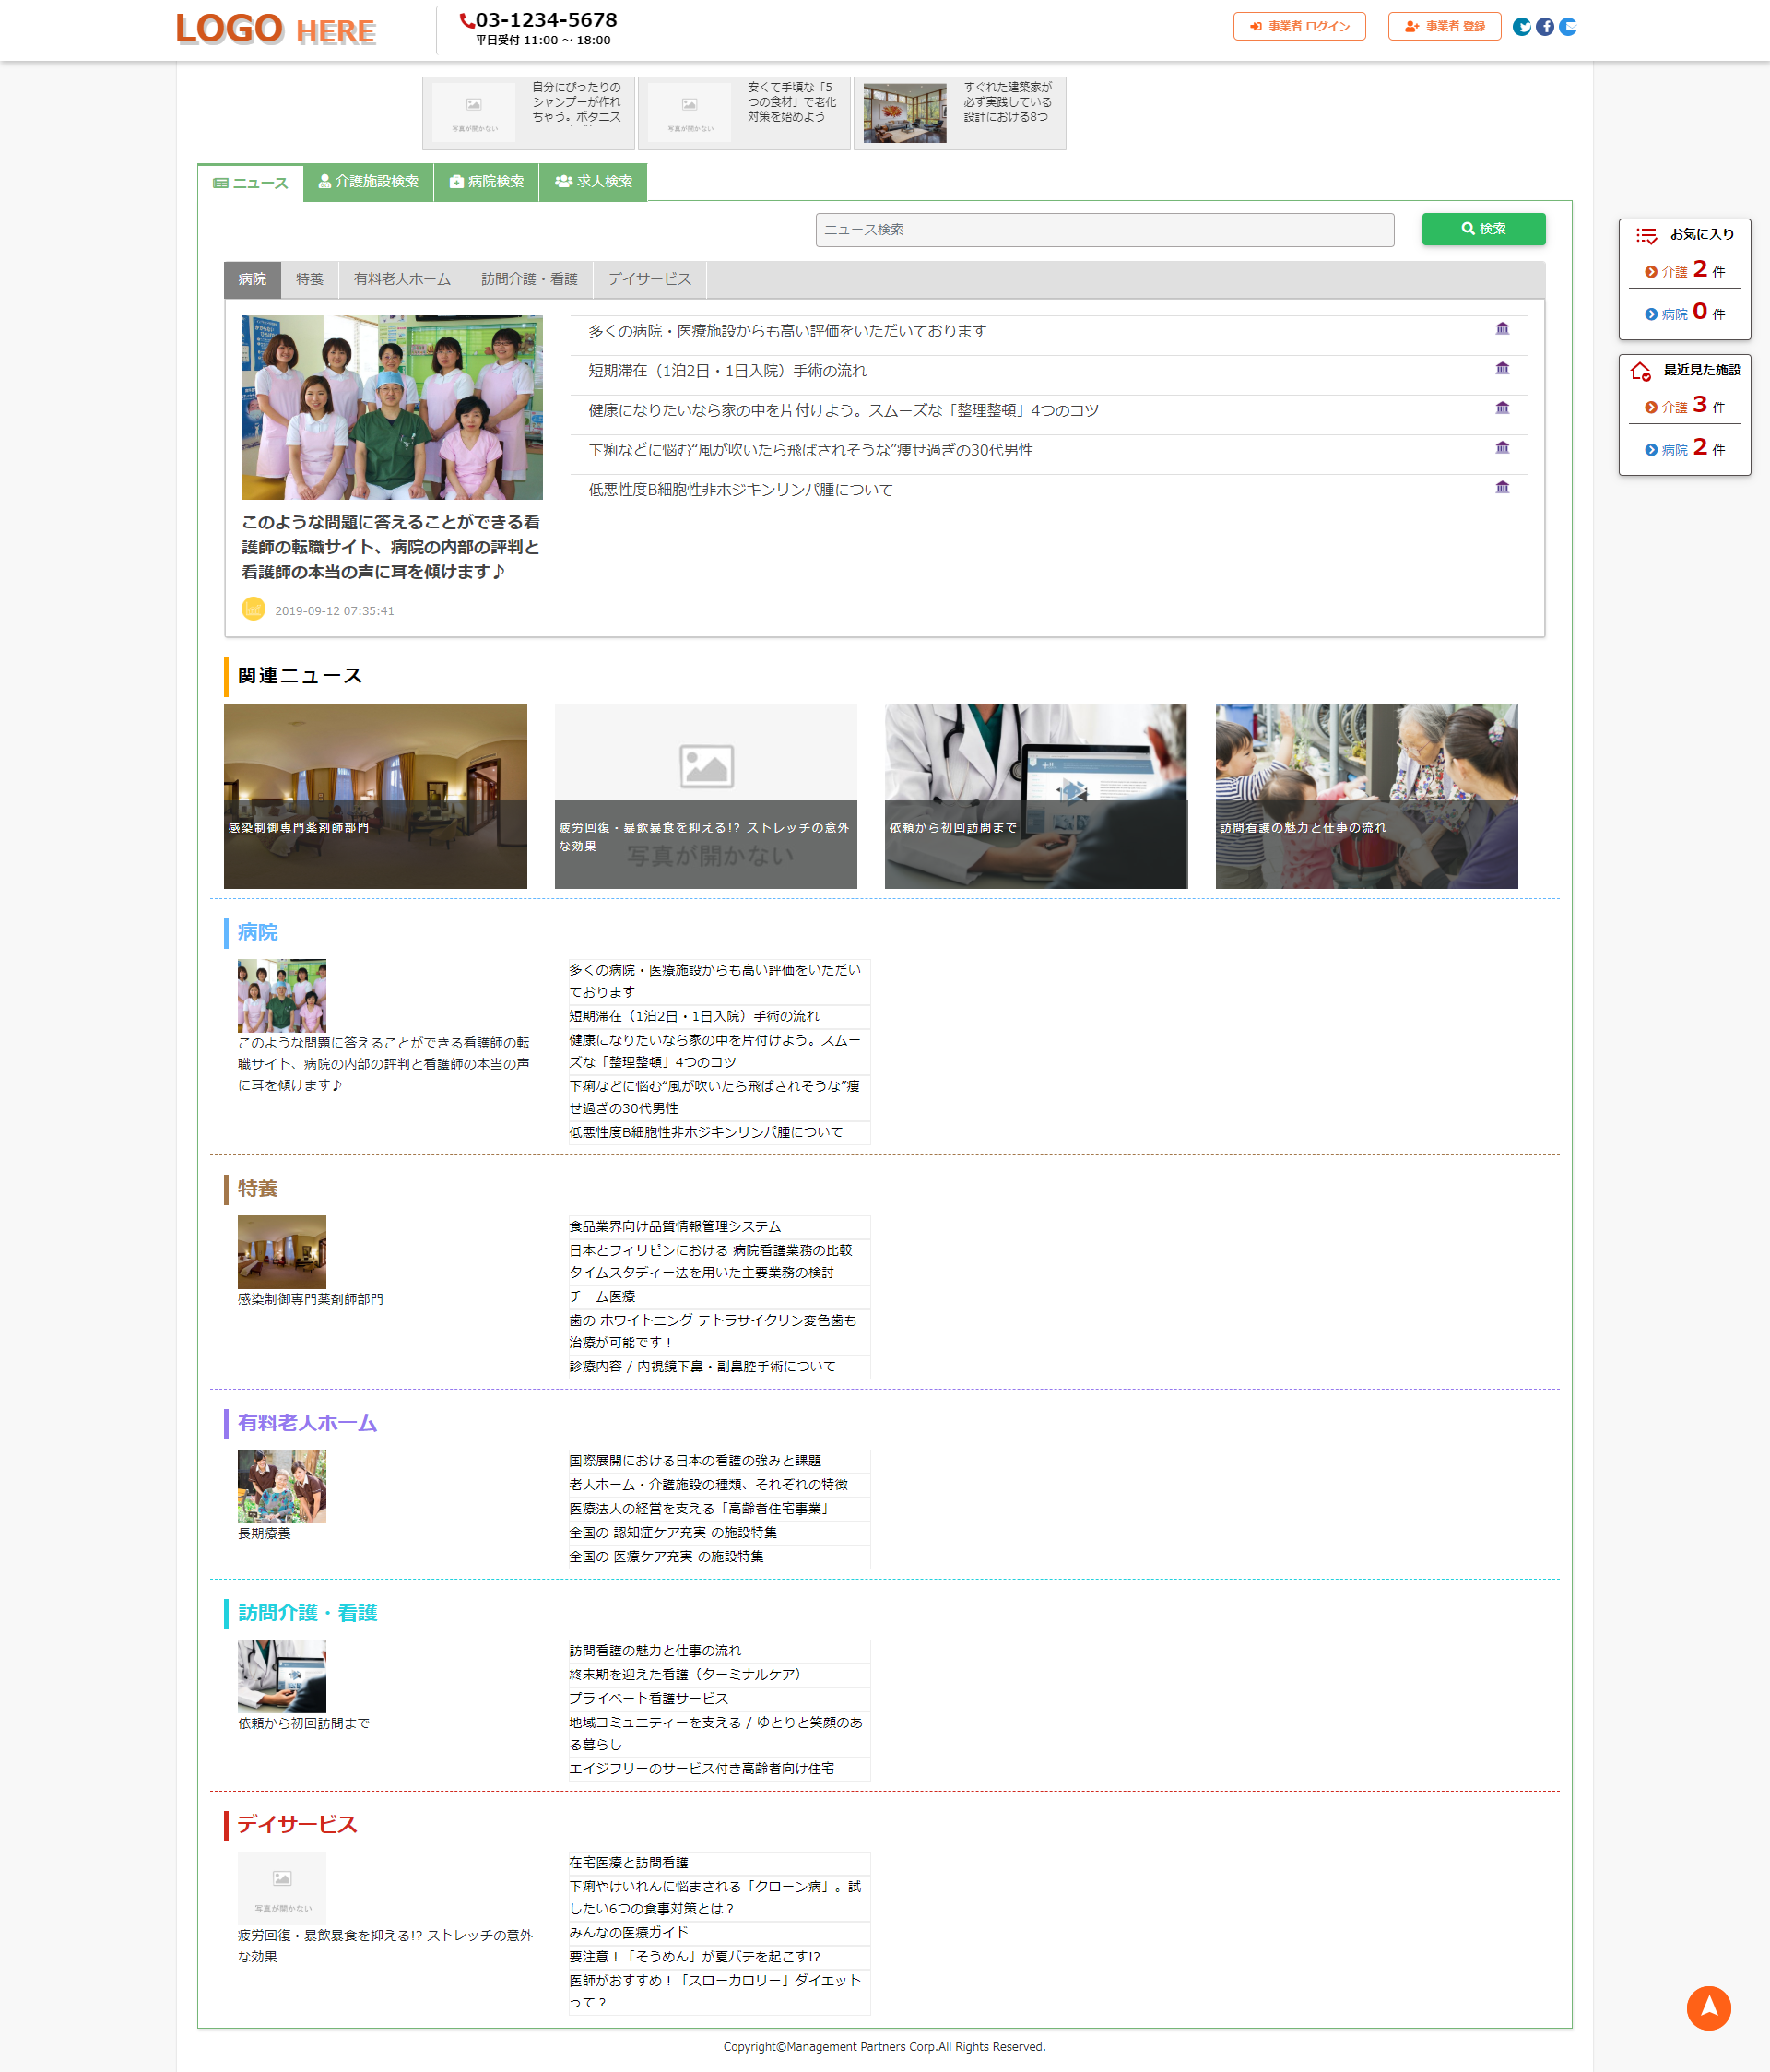 LOGO HERE
03-1234-5678
平日受付 11:00 ～ 18:00
事業者 ログイン
事業者 登録
写真が開かない
自分にぴったりの
シャンプーが作れ
ちゃう。ボタニス
写真が開かない
安くて手頃な「5
つの食材」で老化
対策を始めよう
すぐれた建築家が
必ず実践している
設計における8つ
ニュース
介護施設検索
病院検索
求人検索
ニュース検索
検索
お気に入り
介護 2 件
病院 0 件
最近見た施設
介護 3 件
病院 2 件
病院
特養
有料老人ホーム
訪問介護・看護
デイサービス
このような問題に答えることができる看
護師の転職サイト、病院の内部の評判と
看護師の本当の声に耳を傾けます♪
2019-09-12 07:35:41
多くの病院・医療施設からも高い評価をいただいております
短期滞在（1泊2日・1日入院）手術の流れ
健康になりたいなら家の中を片付けよう。スムーズな「整理整頓」4つのコツ
下痢などに悩む“風が吹いたら飛ばされそうな”痩せ過ぎの30代男性
低悪性度B細胞性非ホジキンリンパ腫について
関連ニュース
感染制御専門薬剤師部門
疲労回復・暴飲暴食を抑える!? ストレッチの意外
な効果
写真が開かない
依頼から初回訪問まで
訪問看護の魅力と仕事の流れ
病院
このような問題に答えることができる看護師の転
職サイト、病院の内部の評判と看護師の本当の声
に耳を傾けます♪
多くの病院・医療施設からも高い評価をいただい
ております
短期滞在（1泊2日・1日入院）手術の流れ
健康になりたいなら家の中を片付けよう。スムー
ズな「整理整頓」4つのコツ
下痢などに悩む“風が吹いたら飛ばされそうな”痩
せ過ぎの30代男性
低悪性度B細胞性非ホジキンリンパ腫について
特養
感染制御専門薬剤師部門
食品業界向け品質情報管理システム
日本とフィリピンにおける 病院看護業務の比較
タイムスタディー法を用いた主要業務の検討
チーム医療
歯の ホワイトニング テトラサイクリン変色歯も
治療が可能です！
診療内容 / 内視鏡下鼻・副鼻腔手術について
有料老人ホーム
長期療養
国際展開における日本の看護の強みと課題
老人ホーム・介護施設の種類、それぞれの特徴
医療法人の経営を支える「高齢者住宅事業」
全国の 認知症ケア充実 の施設特集
全国の 医療ケア充実 の施設特集
訪問介護・看護
依頼から初回訪問まで
訪問看護の魅力と仕事の流れ
終末期を迎えた看護（ターミナルケア）
プライベート看護サービス
地域コミュニティーを支える / ゆとりと笑顔のあ
る暮らし
エイジフリーのサービス付き高齢者向け住宅
デイサービス
写真が開かない
疲労回復・暴飲暴食を抑える!? ストレッチの意外
な効果
在宅医療と訪問看護
下痢やけいれんに悩まされる「クローン病」。試
したい6つの食事対策とは？
みんなの医療ガイド
要注意！「そうめん」が夏バテを起こす!?
医師がおすすめ！「スローカロリー」ダイエット
って？
Copyright©Management Partners Corp.All Rights Reserved.